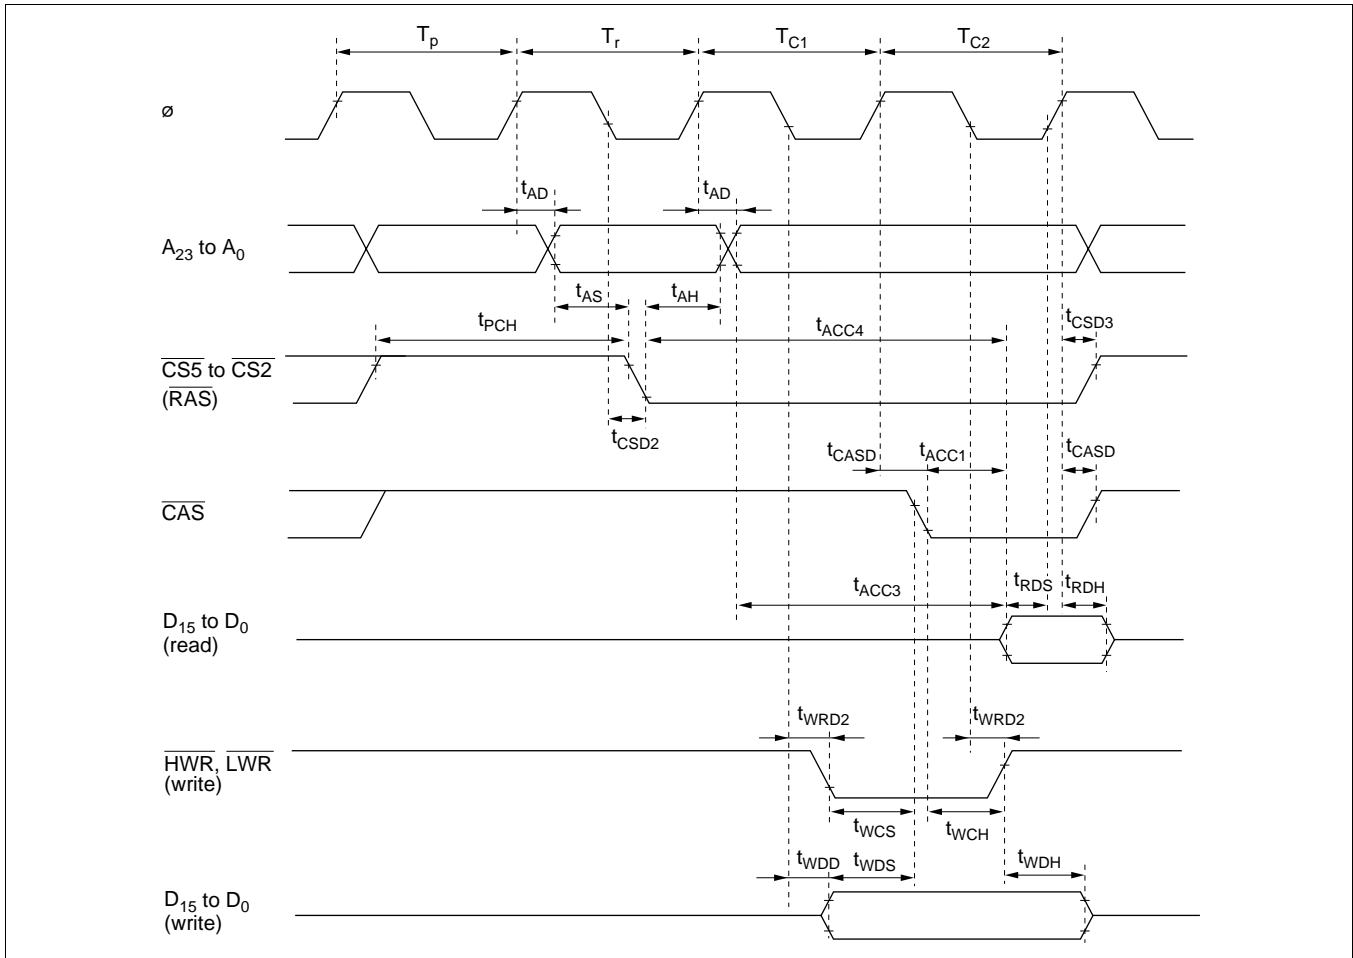 Tp Tr TC1 TC2
ø
tAD tAD
A23 to A0
tAS tAH
tPCH tACC4 tCSD3
CS5 to CS2
(RAS)
tCSD2
tCASD tACC1 tCASD
CAS
tACC3 tRDS tRDH
D15 to D0
(read)
tWRD2 tWRD2
HWR, LWR
(write)
tWCS tWCH
tWDD tWDS tWDH
D15 to D0
(write)